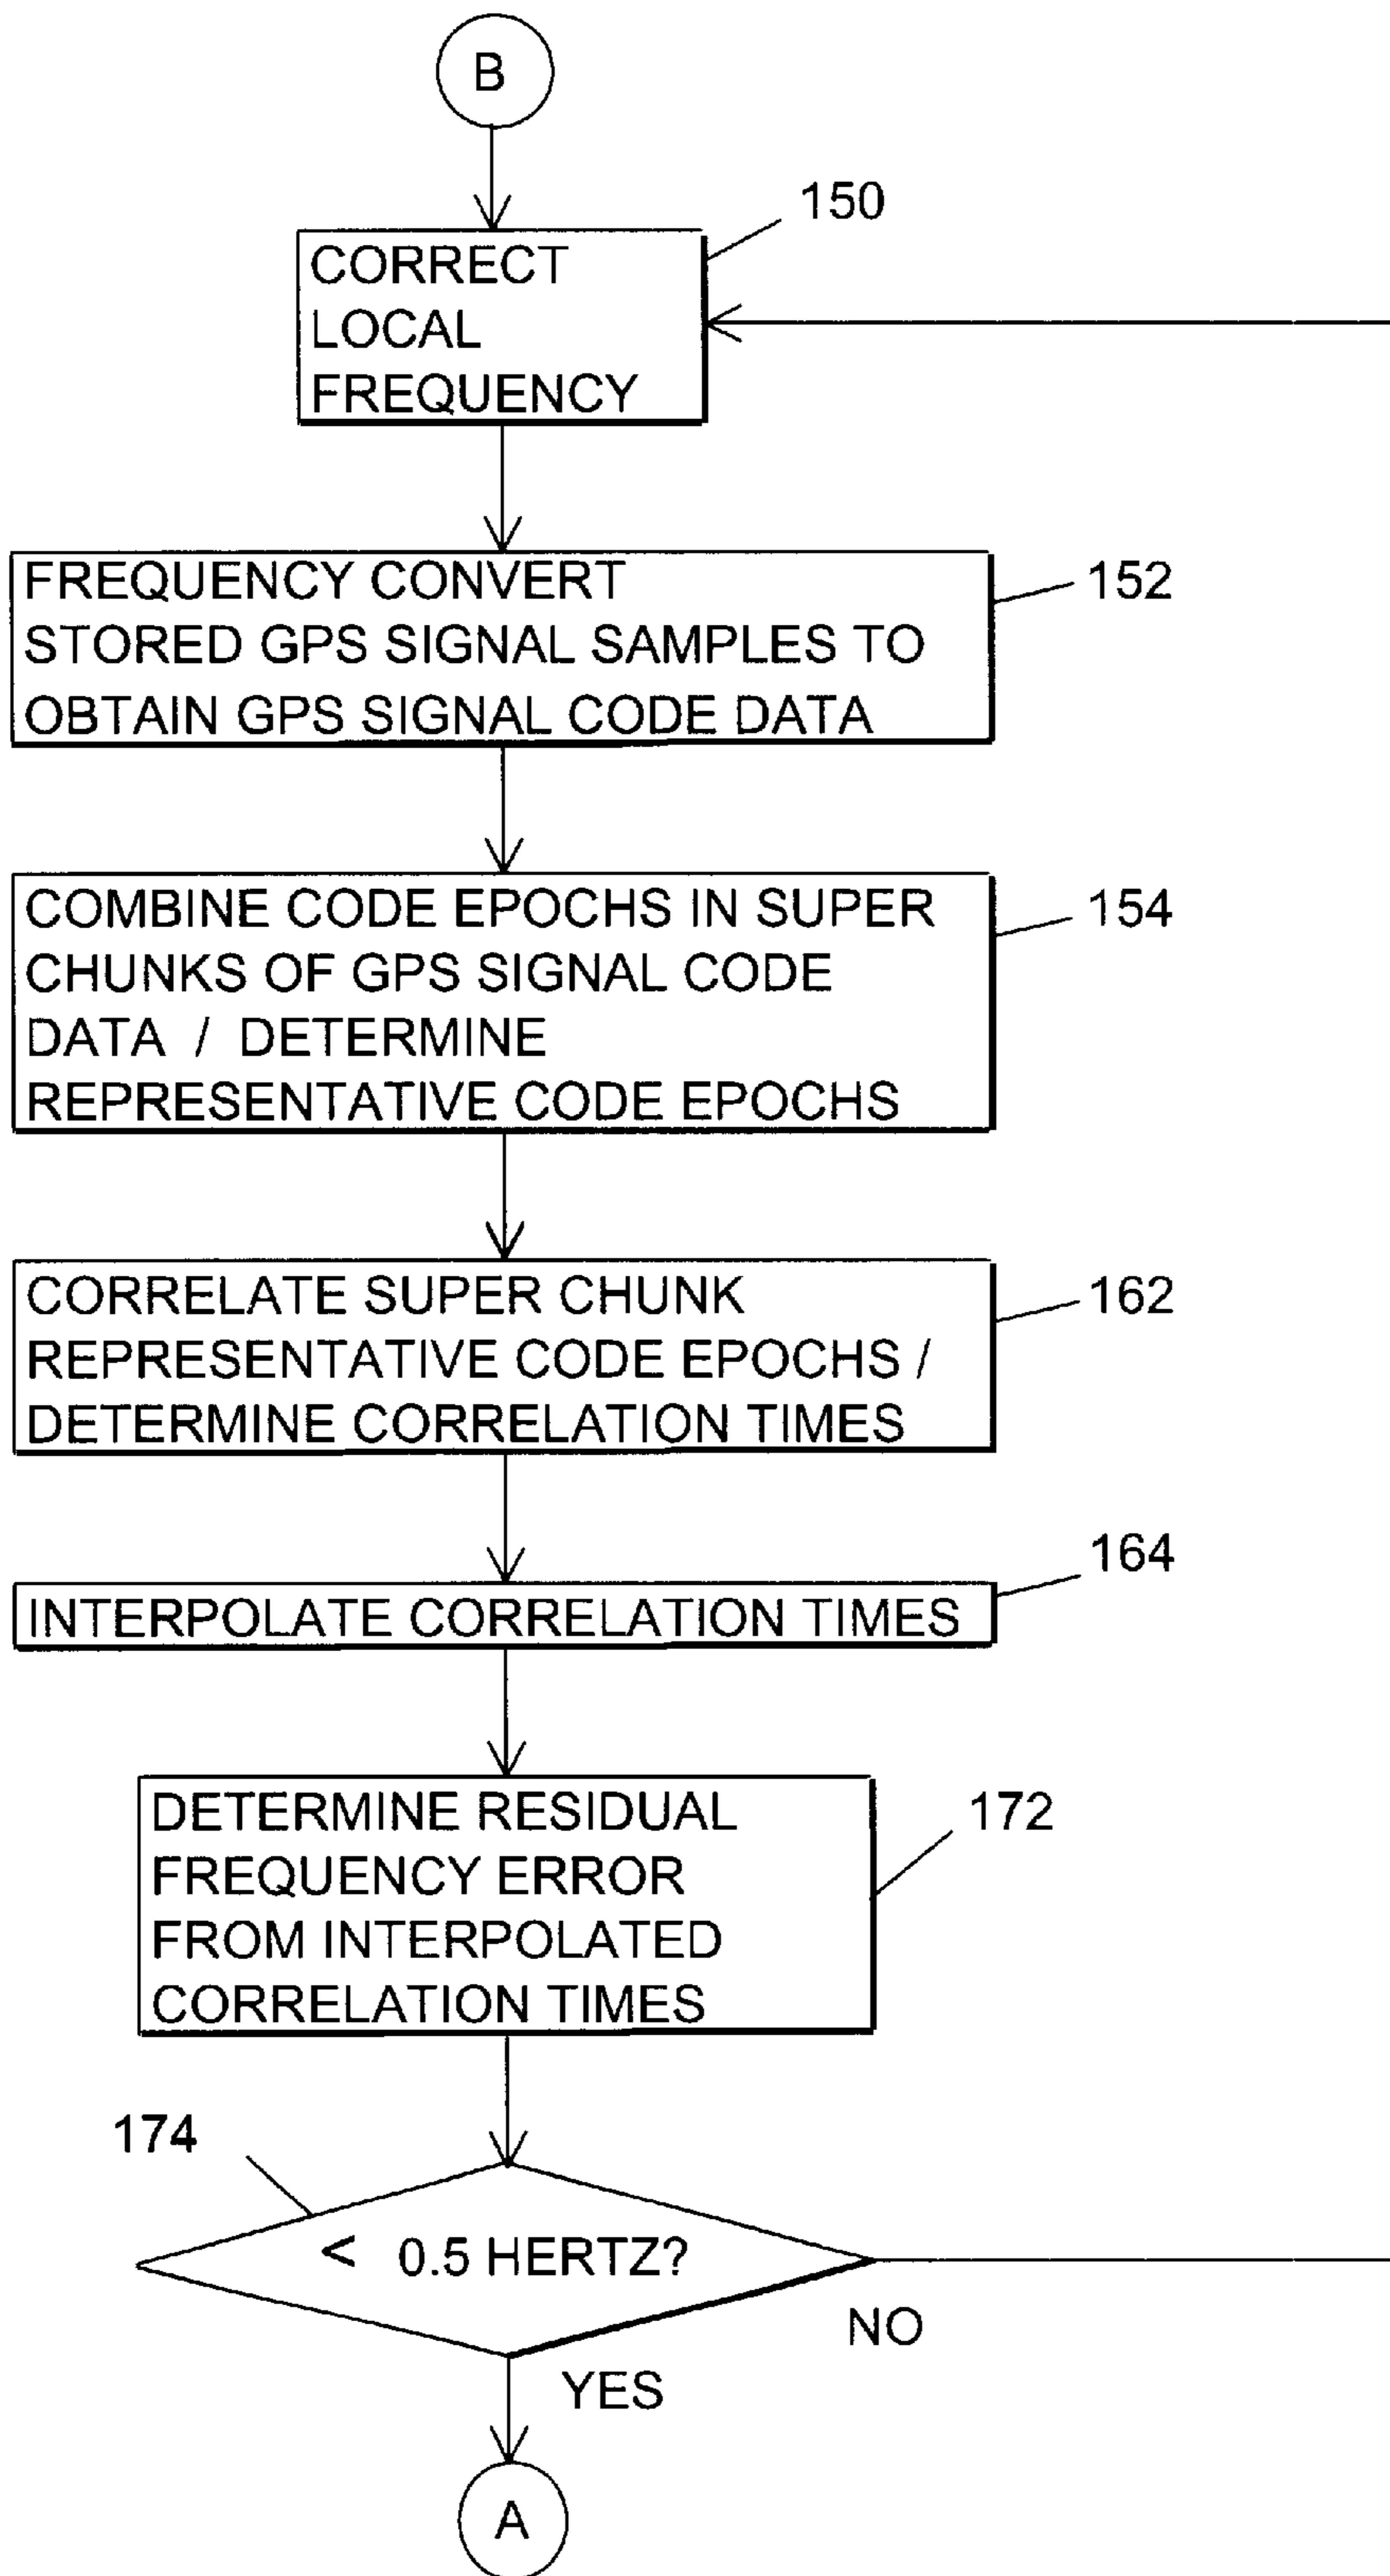 B
150
CORRECT
LOCAL
FREQUENCY
152
FREQUENCY CONVERT
STORED GPS SIGNAL SAMPLES TO
OBTAIN GPS SIGNAL CODE DATA
154
COMBINE CODE EPOCHS IN SUPER
CHUNKS OF GPS SIGNAL CODE
DATA / DETERMINE
REPRESENTATIVE CODE EPOCHS
162
CORRELATE SUPER CHUNK
REPRESENTATIVE CODE EPOCHS /
DETERMINE CORRELATION TIMES
164
INTERPOLATE CORRELATION TIMES
172
DETERMINE RESIDUAL
FREQUENCY ERROR
FROM INTERPOLATED
CORRELATION TIMES
174
< 0.5 HERTZ?
NO
YES
A